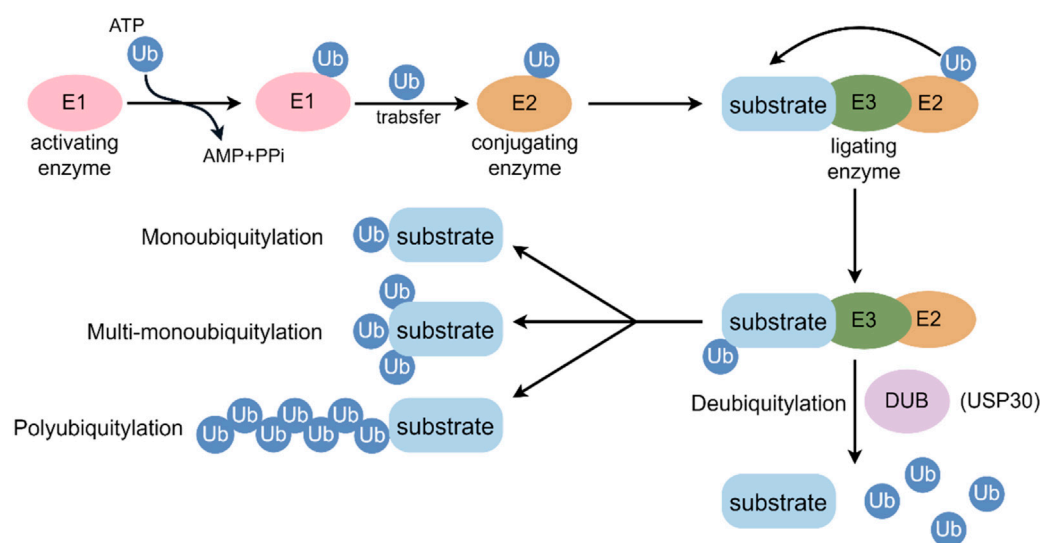 ATP
Ub
E1
activating
enzyme
AMP+PPi
Ub
E1
Ub
trabsfer
Ub
E2
conjugating
enzyme
Ub
substrate
E3
E2
ligating
enzyme
Monoubiquitylation
Ub
substrate
Multi-monoubiquitylation
Ub
Ub
Ub
substrate
Polyubiquitylation
Ub
Ub
Ub
Ub
Ub
Ub
Ub
substrate
substrate
E3
E2
Ub
Deubiquitylation
DUB
(USP30)
substrate
Ub
Ub
Ub
Ub